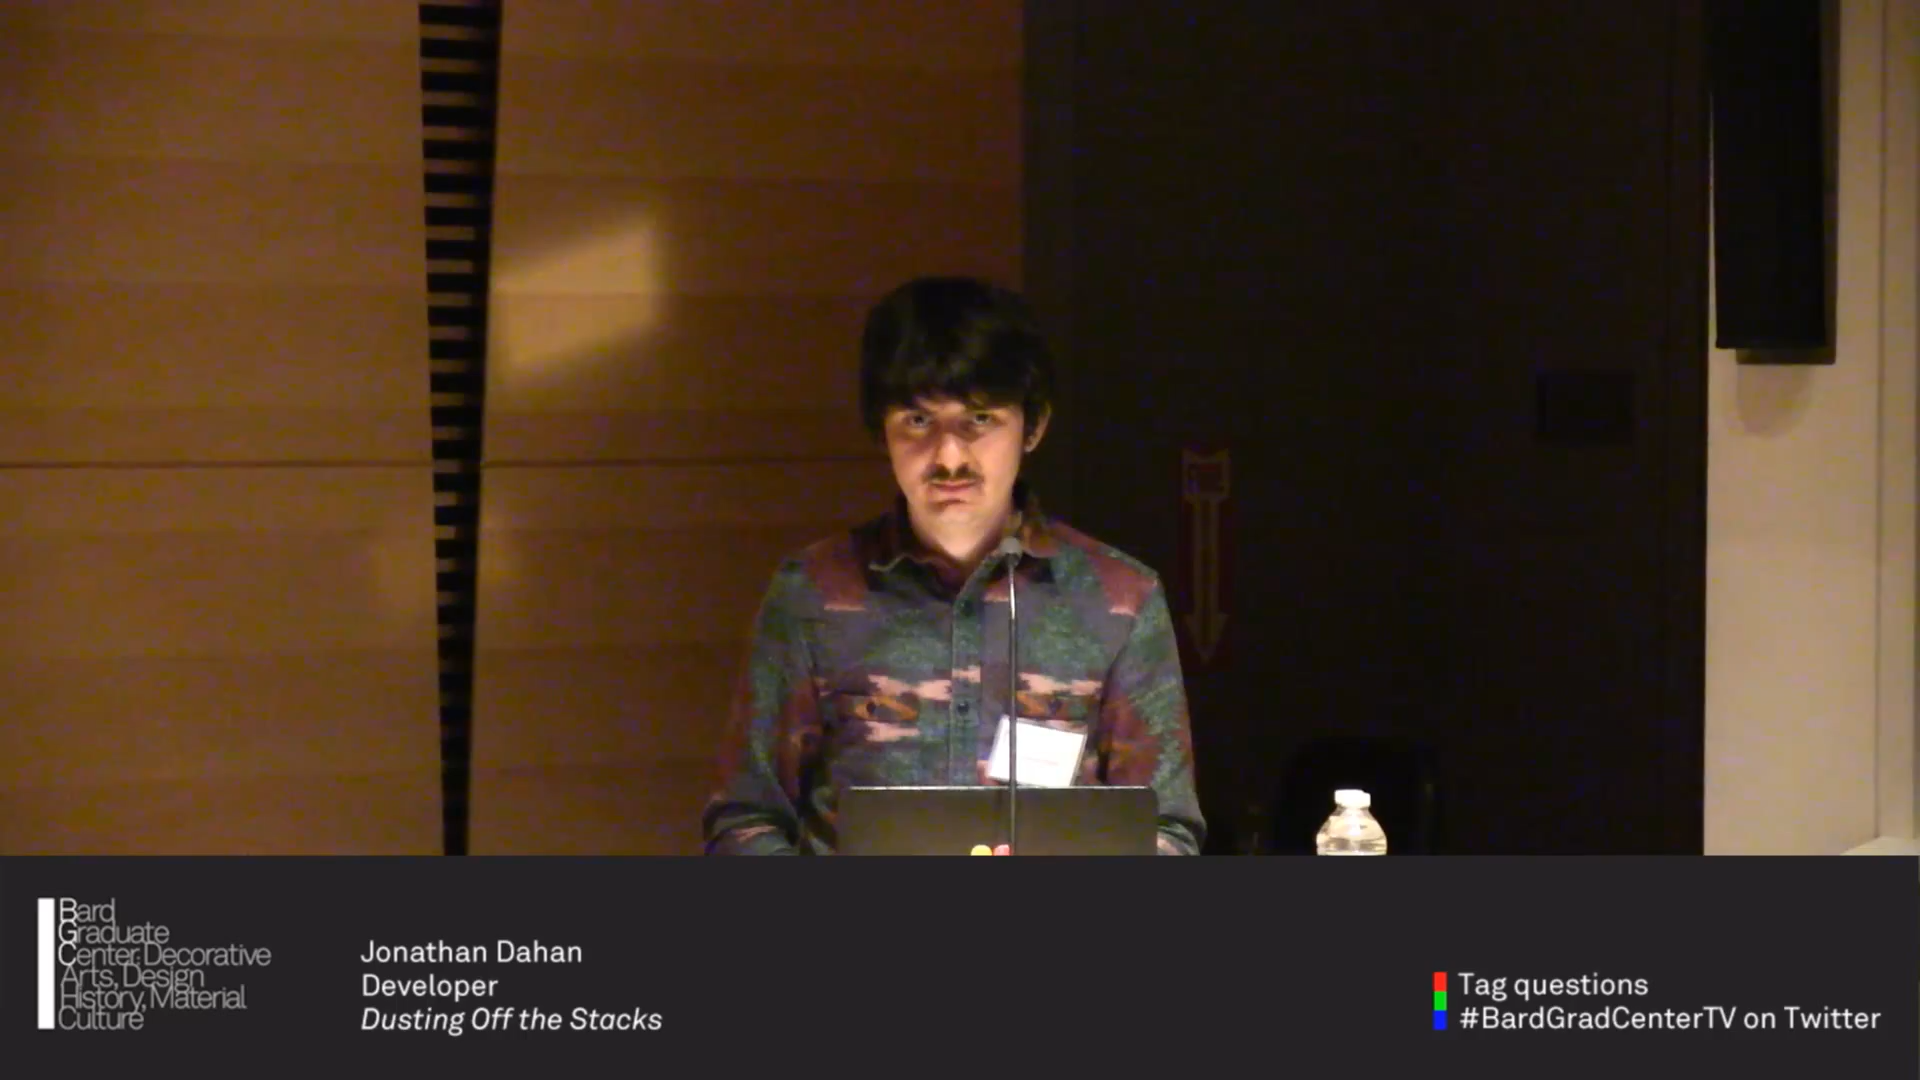 Bard
Graduate
Center: Decorative
Arts, Design
History, Material
Culture
Jonathan Dahan
Developer
Dusting Off the Stacks
Tag questions
#BardGradCenterTV on Twitter